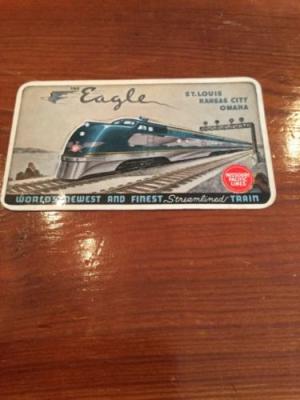 THE
Eagle
ST. LOUIS
KANSAS CITY
OMAHA
MISSOURI
PACIFIC
LINES
WORLD'S NEWEST AND FINEST Streamlined TRAIN